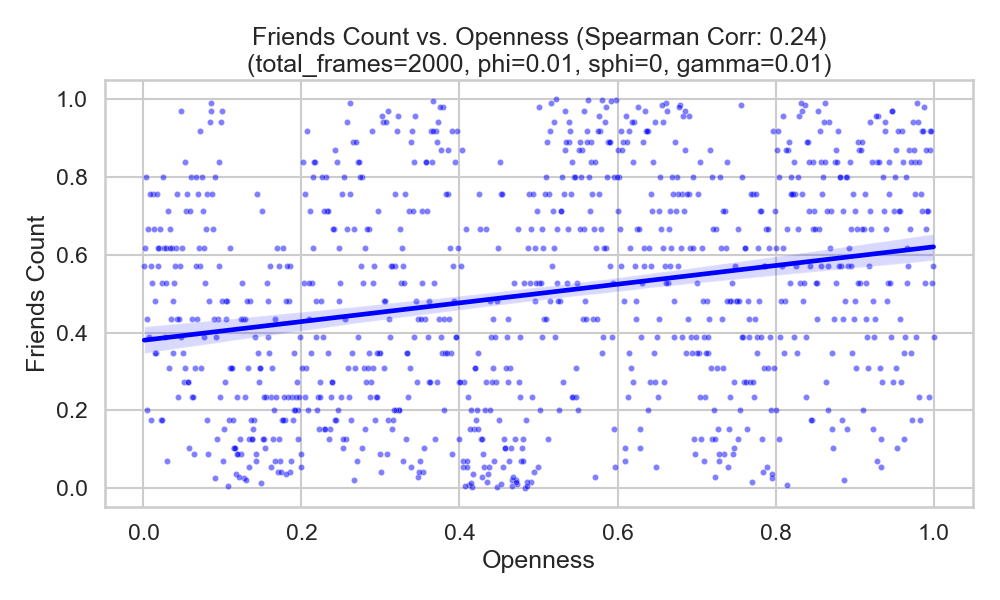 Friends Count vs. Openness (Spearman Corr: 0.24)
(total_frames=2000, phi=0.01, sphi=0, gamma=0.01)
Friends Count
1.0
0.8
0.6
0.4
0.2
0.0
0.0 0.2 0.4 0.6 0.8 1.0
Openness